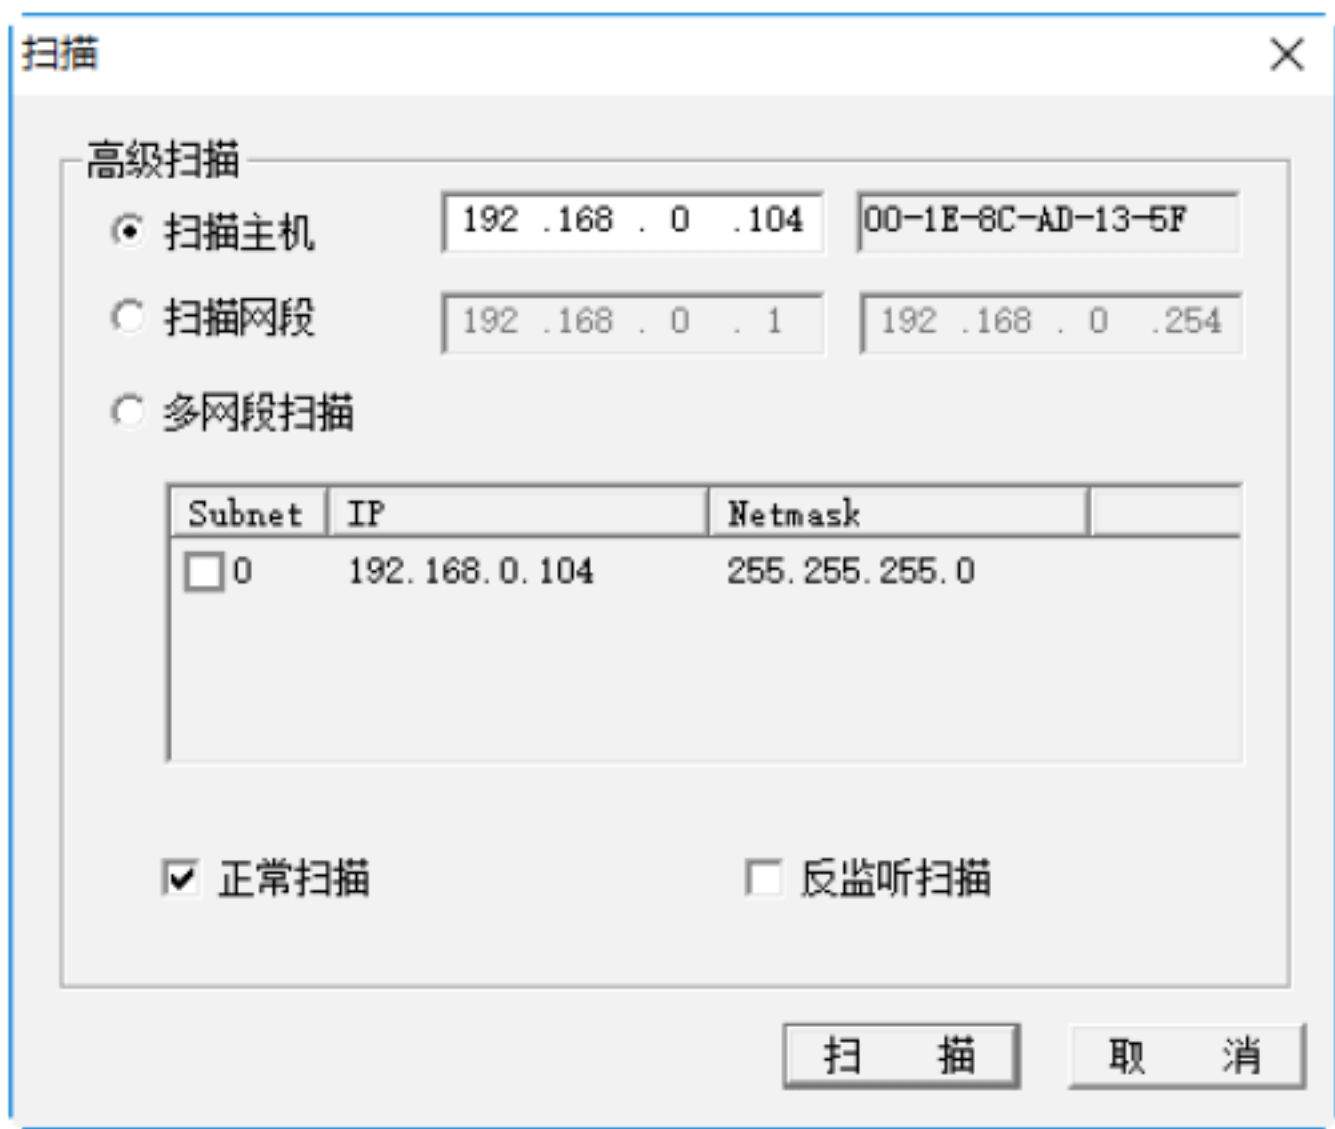 扫描
高级扫描
扫描主机 192 .168 . 0 .104 00-1E-8C-AD-13-5F
扫描网段 192 .168 . 0 . 1 192 .168 . 0 .254
多网段扫描
Subnet IP Netmask
0 192.168.0.104 255.255.255.0
正常扫描 反监听扫描
扫 描 取 消